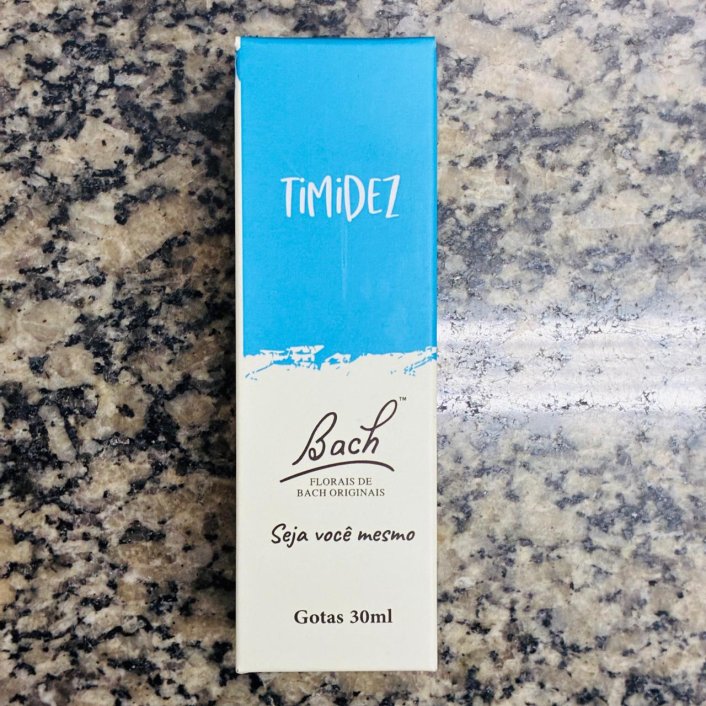 TiMiDEZ
Bach™
FLORAIS DE
BACH ORIGINAIS
Seja você mesmo
Gotas 30ml